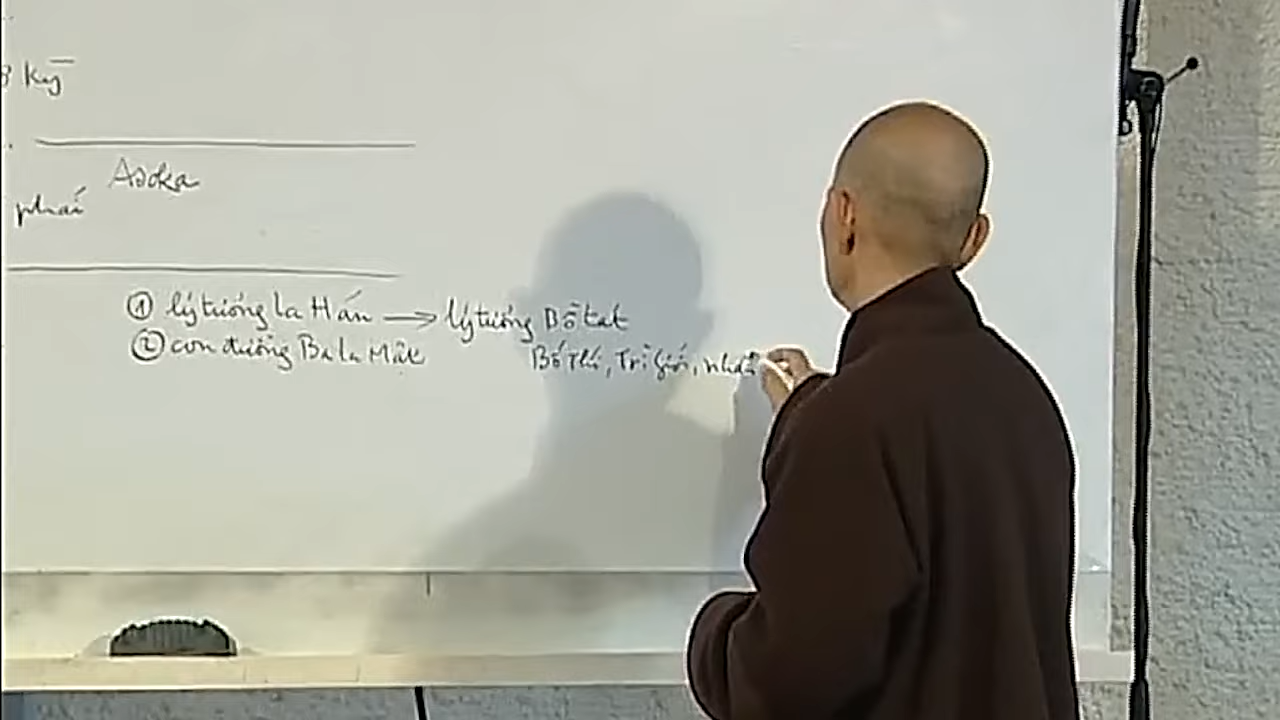 kỳ
Asoka
phái
① lý tưởng La Hán → lý tưởng Bồ tát
② con đường Ba La Mật
Bố Thí, Trì Giới, nhẫn